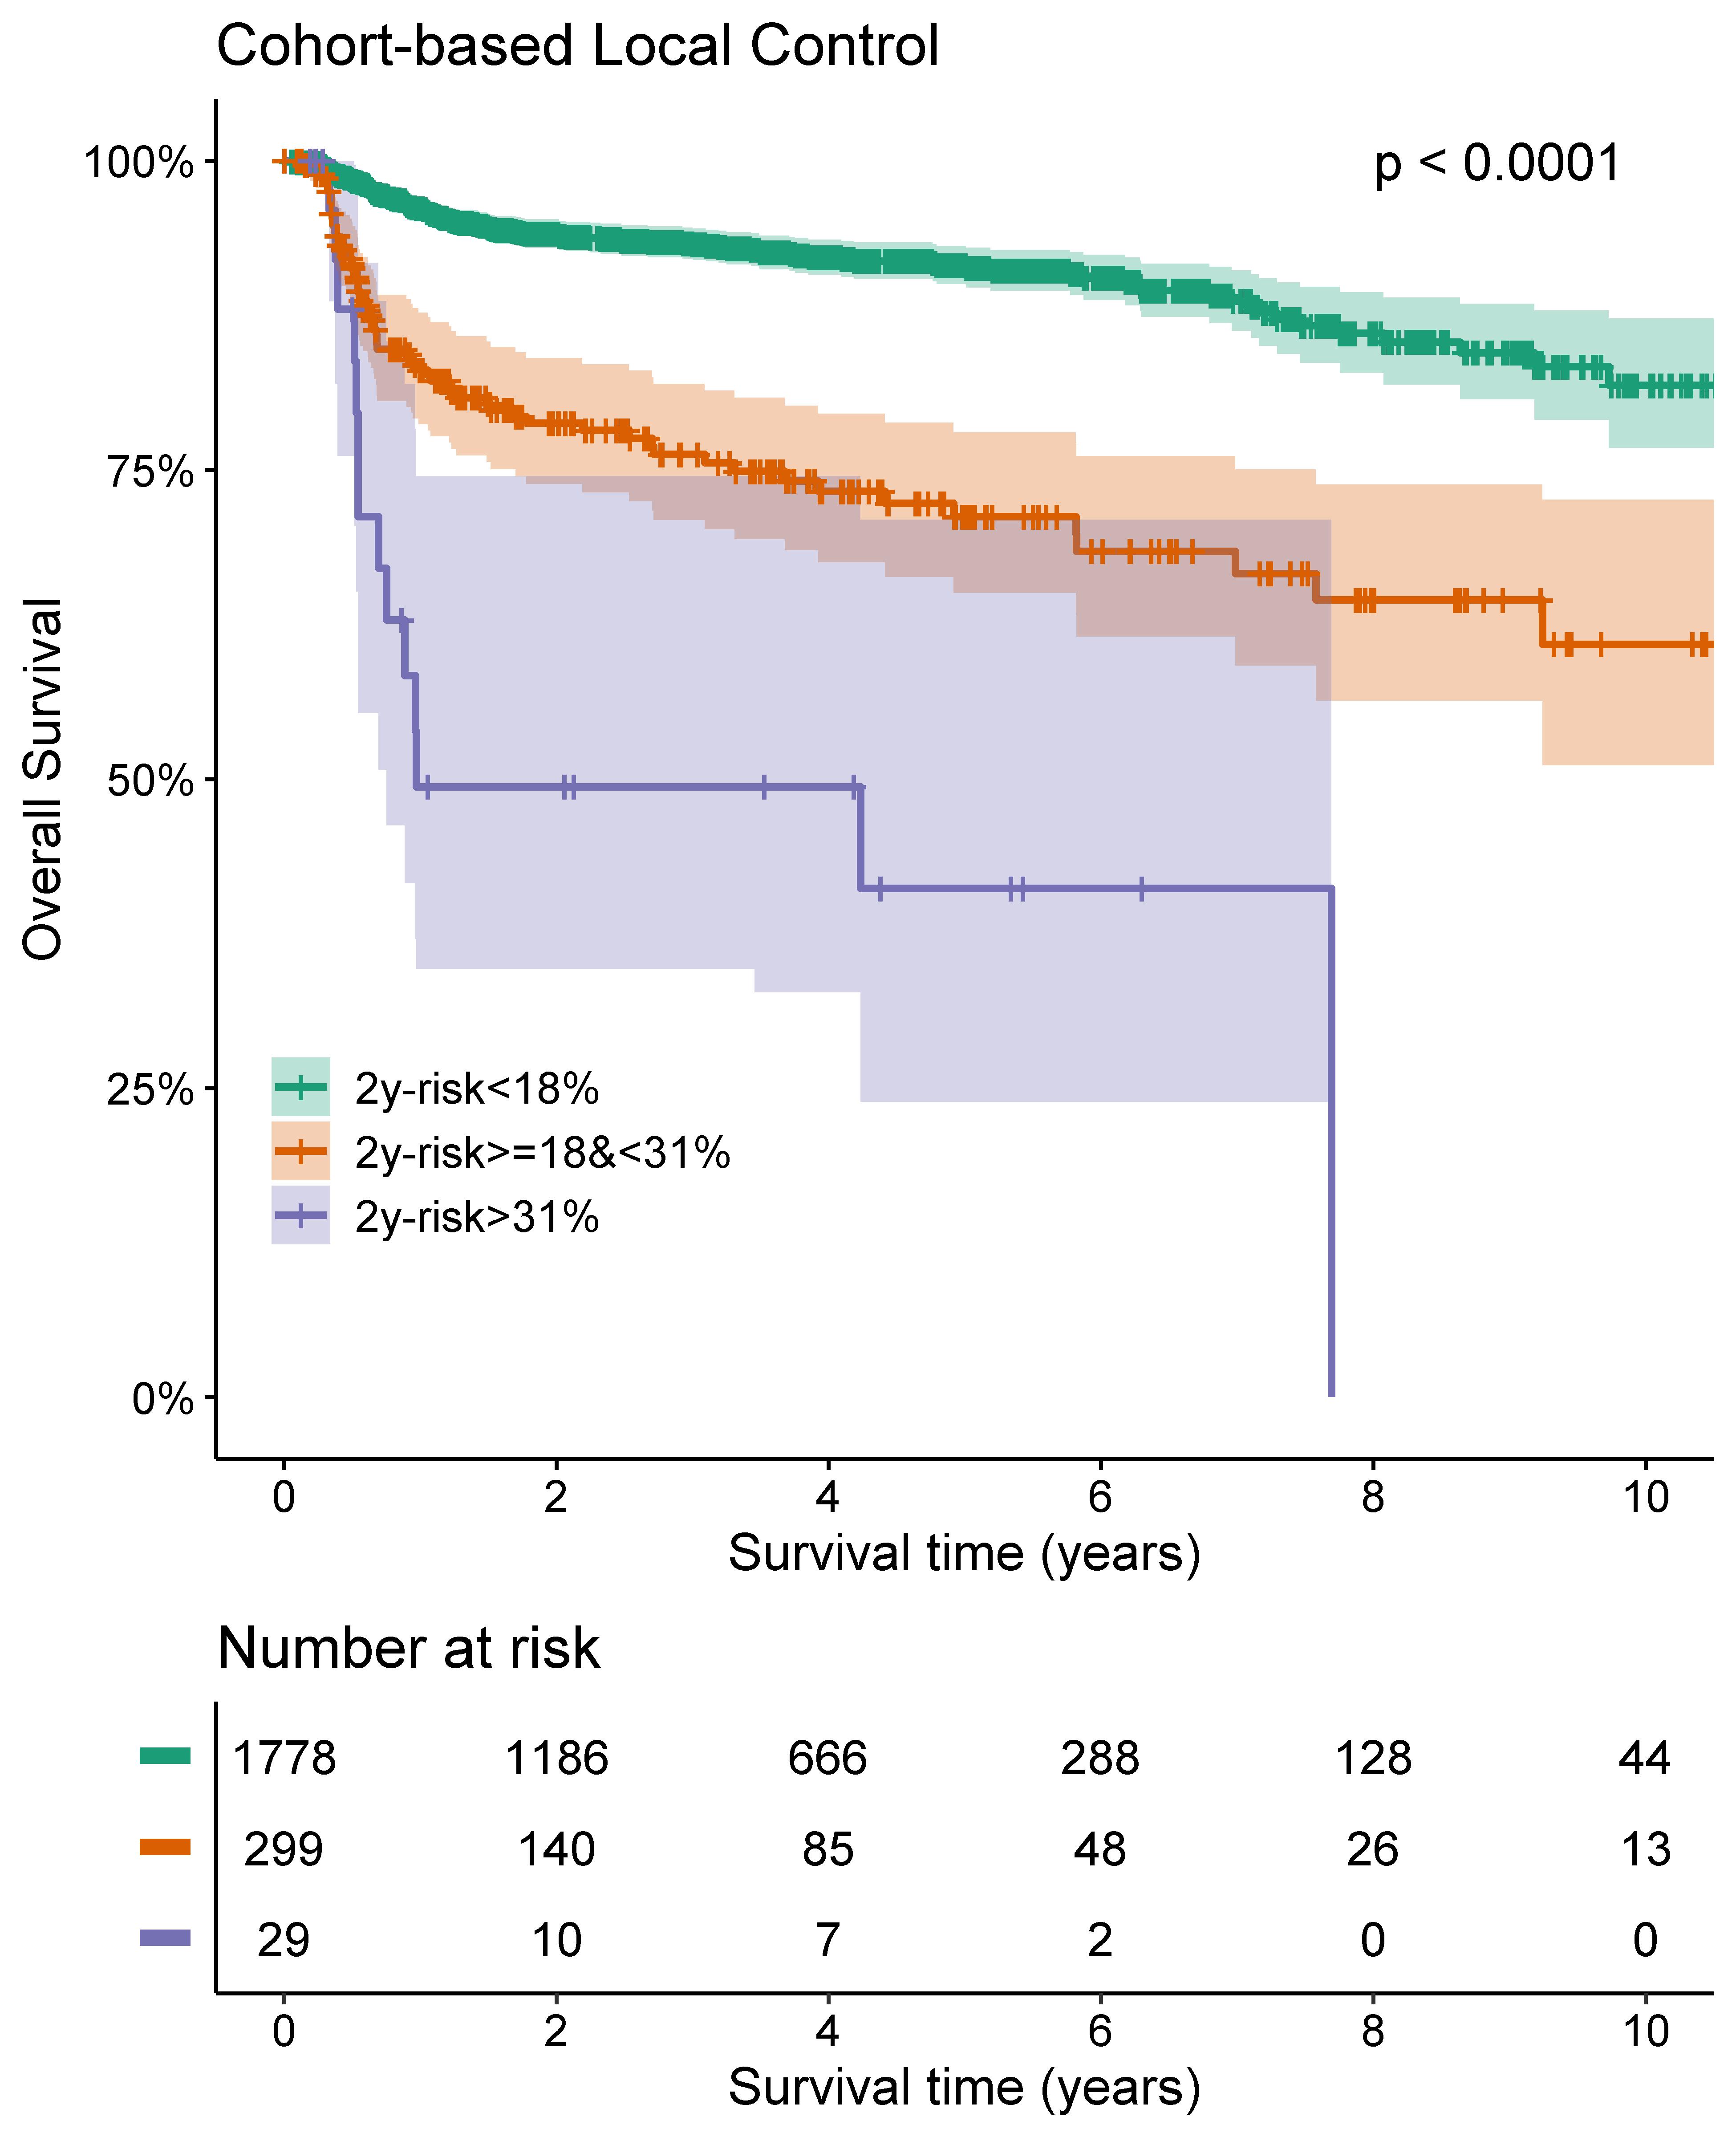 Cohort-based Local Control
p < 0.0001
100%
75%
50%
25%
0%
Overall Survival
2y-risk<18%
2y-risk>=18&<31%
2y-risk>31%
0 2 4 6 8 10
Survival time (years)
Number at risk
1778 1186 666 288 128 44
299 140 85 48 26 13
29 10 7 2 0 0
0 2 4 6 8 10
Survival time (years)